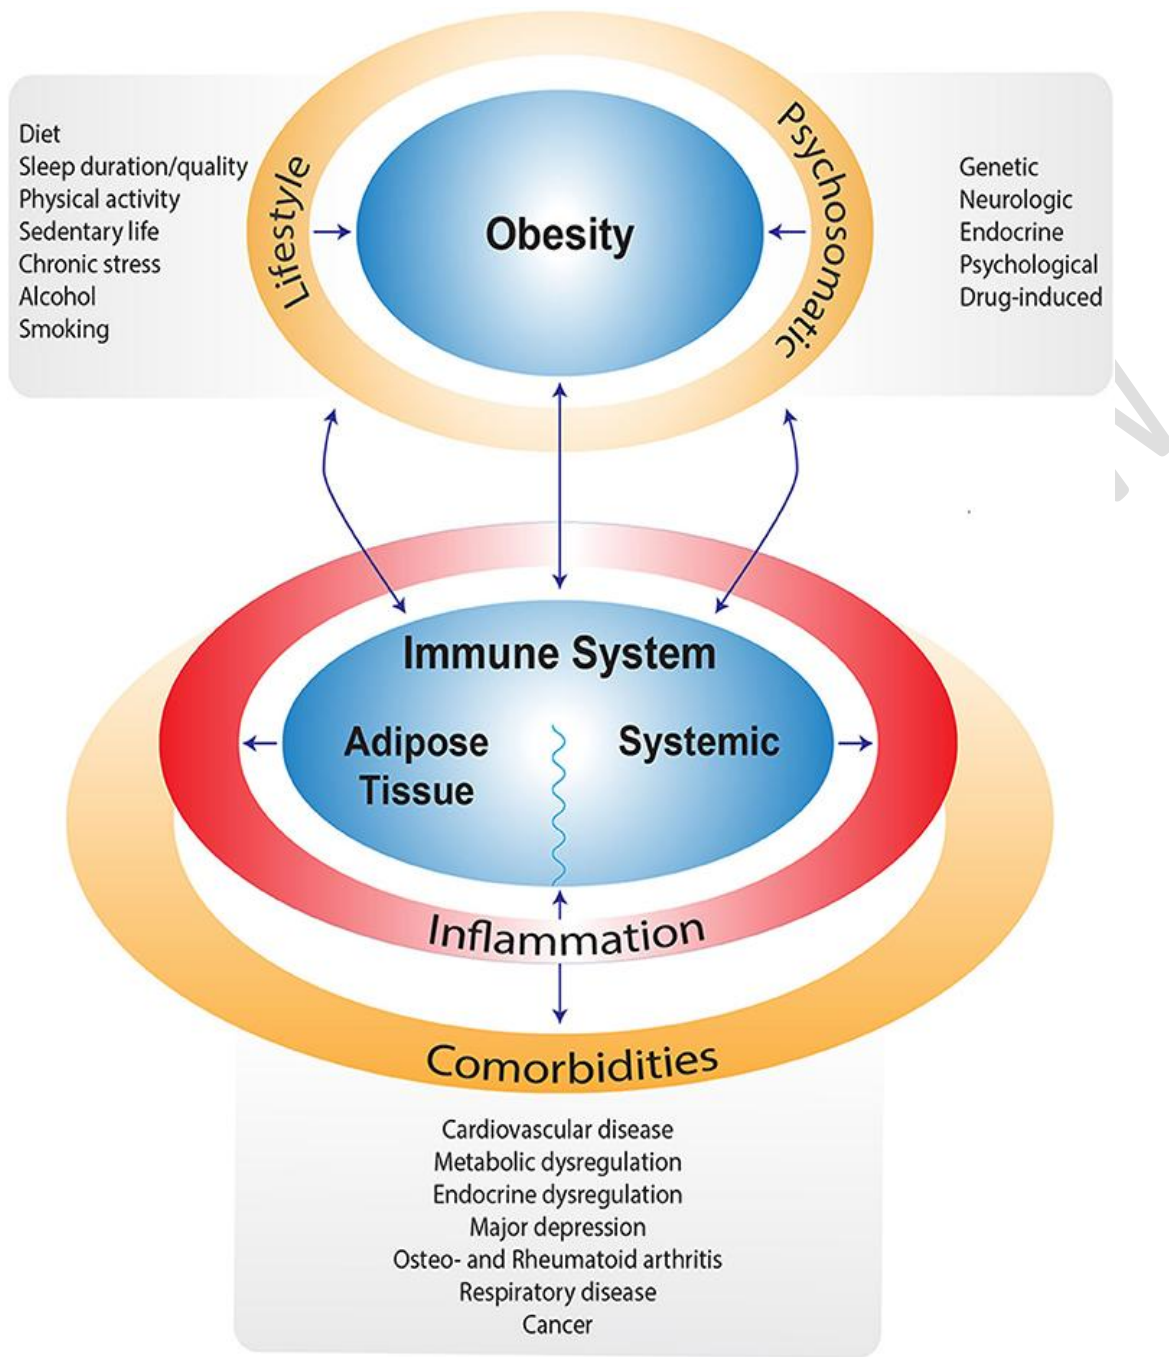 Diet
Sleep duration/quality
Physical activity
Sedentary life
Chronic stress
Alcohol
Smoking
Lifestyle
Obesity
Psychosomatic
Genetic
Neurologic
Endocrine
Psychological
Drug-induced
Immune System
Adipose
Tissue
Systemic
Inflammation
Comorbidities
Cardiovascular disease
Metabolic dysregulation
Endocrine dysregulation
Major depression
Osteo- and Rheumatoid arthritis
Respiratory disease
Cancer